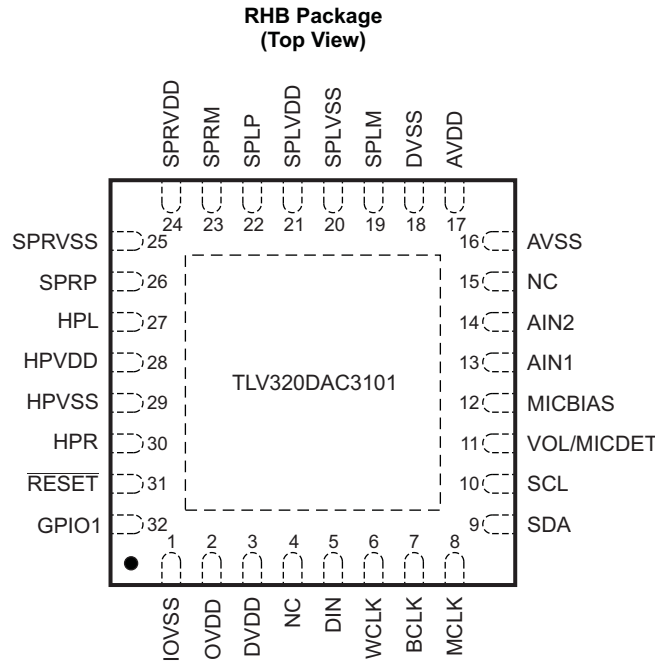 RHB Package
(Top View)
SPRVDD
SPRM
SPLP
SPLVDD
SPLVSS
SPLM
DVSS
AVDD
24 23 22 21 20 19 18 17
SPRVSS 25 16 AVSS
SPRP 26 15 NC
HPL 27 14 AIN2
HPVDD 28 13 AIN1
TLV320DAC3101
HPVSS 29 12 MICBIAS
HPR 30 11 VOL/MICDET
RESET 31 10 SCL
GPIO1 32 9 SDA
1 2 3 4 5 6 7 8
IOVSS
OVDD
DVDD
NC
DIN
WCLK
BCLK
MCLK